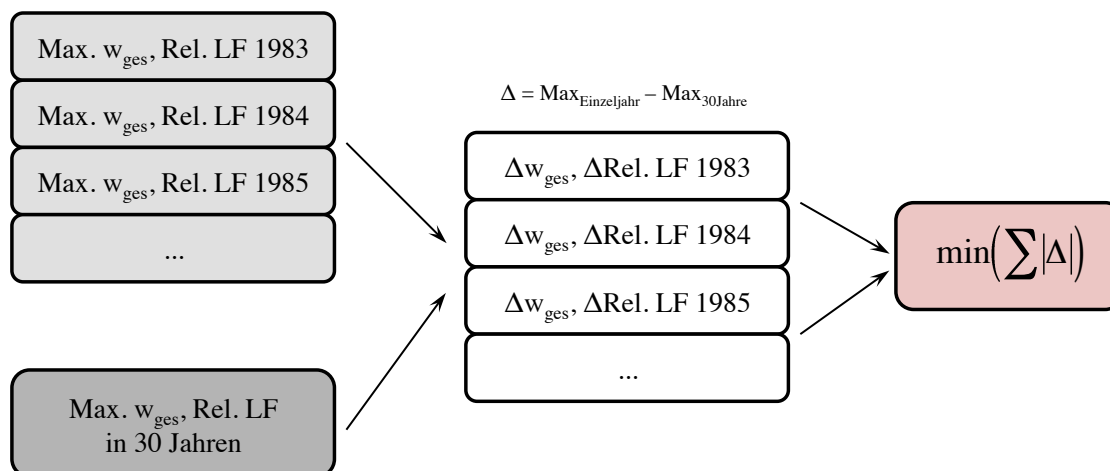 Max. w_ges, Rel. LF 1983
Max. w_ges, Rel. LF 1984
Max. w_ges, Rel. LF 1985
...
Max. w_ges, Rel. LF
in 30 Jahren
Δ = Max_Einzeljahr – Max_30Jahre
Δw_ges, ΔRel. LF 1983
Δw_ges, ΔRel. LF 1984
Δw_ges, ΔRel. LF 1985
...
min(∑|Δ|)